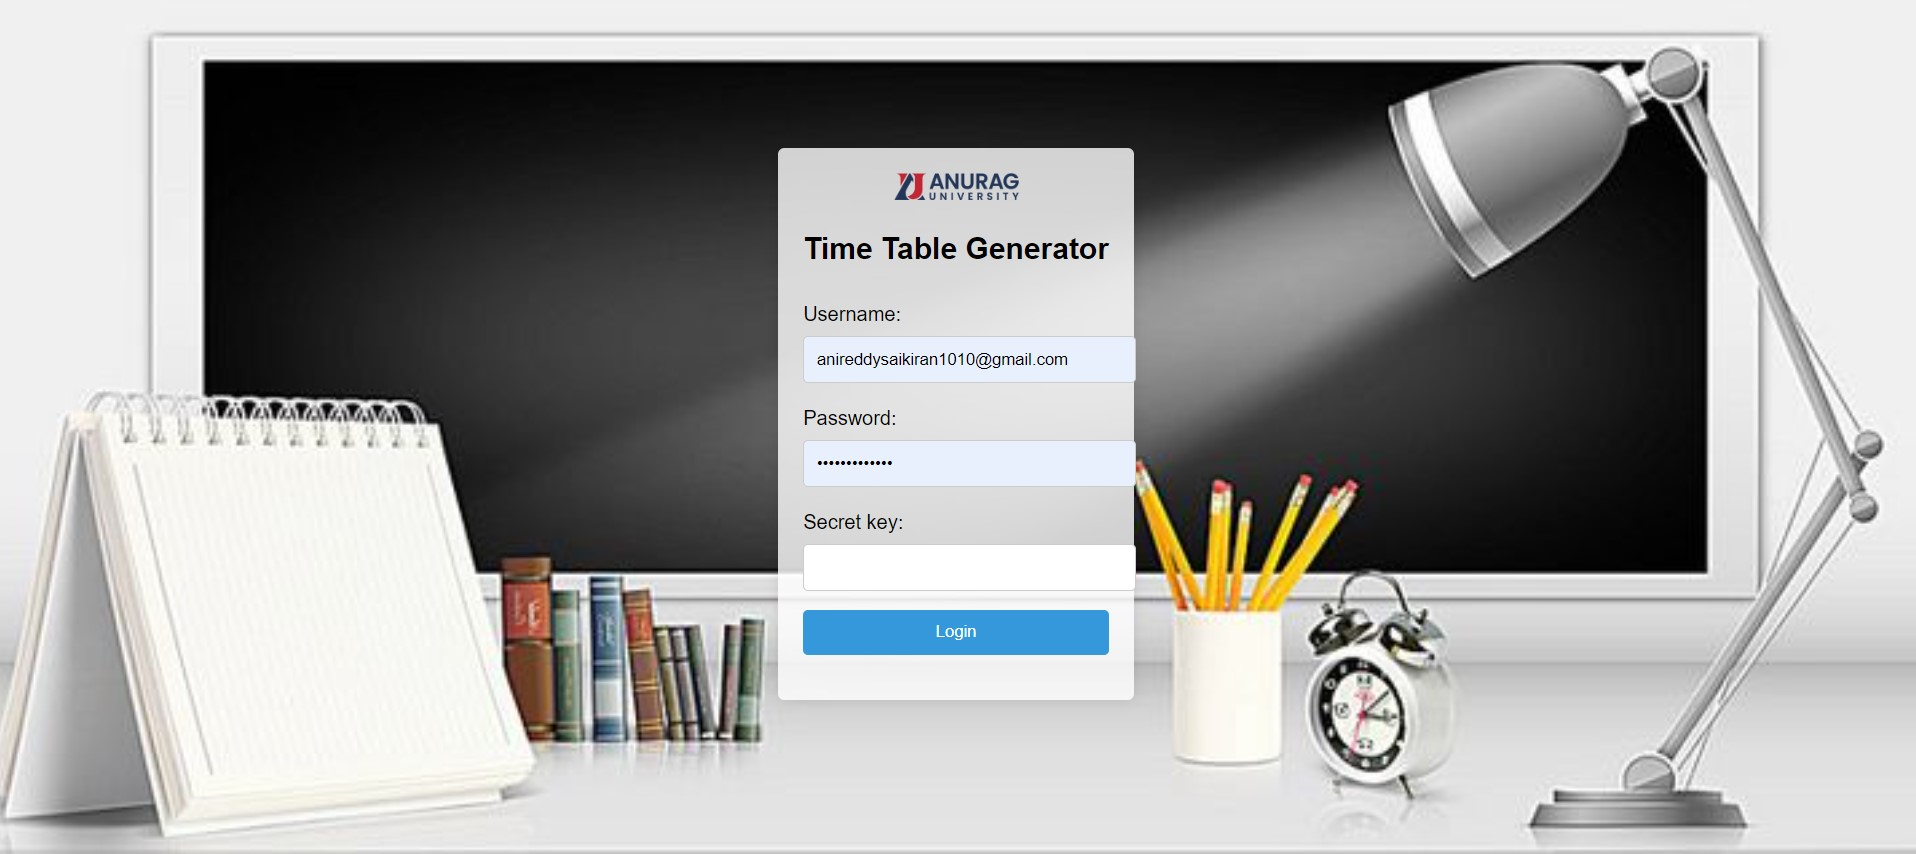 ANURAG
UNIVERSITY
Time Table Generator
Username:
anireddysaikiran1010@gmail.com
Password:
•••••••••••••
Secret key:
Login